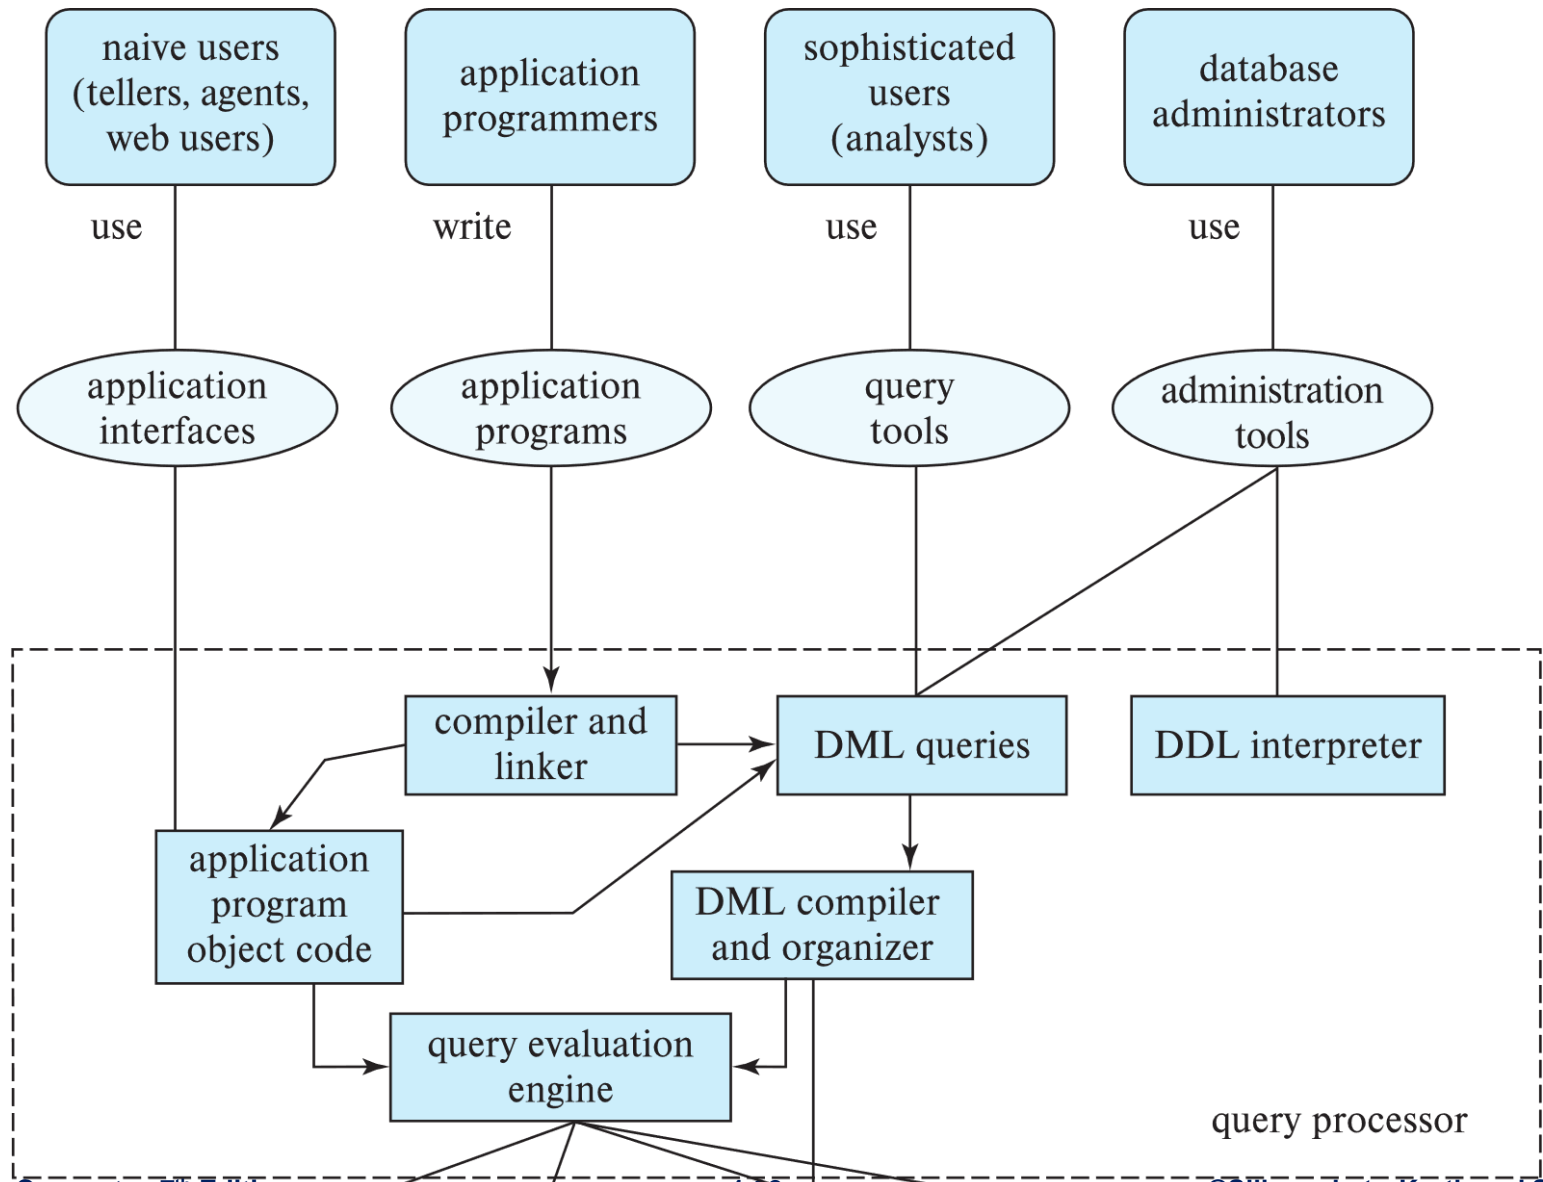 naive users
(tellers, agents,
web users)
application
programmers
sophisticated
users
(analysts)
database
administrators
use
write
use
use
application
interfaces
application
programs
query
tools
administration
tools
compiler and
linker
DML queries
DDL interpreter
application
program
object code
DML compiler
and organizer
query evaluation
engine
query processor